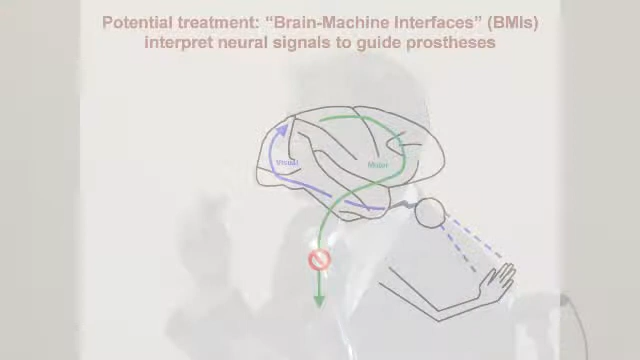 Potential treatment: “Brain-Machine Interfaces” (BMIs)
interpret neural signals to guide prostheses
Visual
Motor